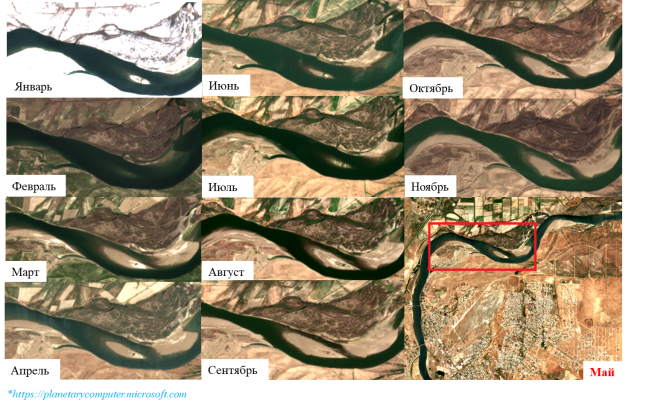 Январь
Июнь
Октябрь
Февраль
Июль
Ноябрь
Март
Август
Апрель
Сентябрь
Май
*https://planetarycomputer.microsoft.com